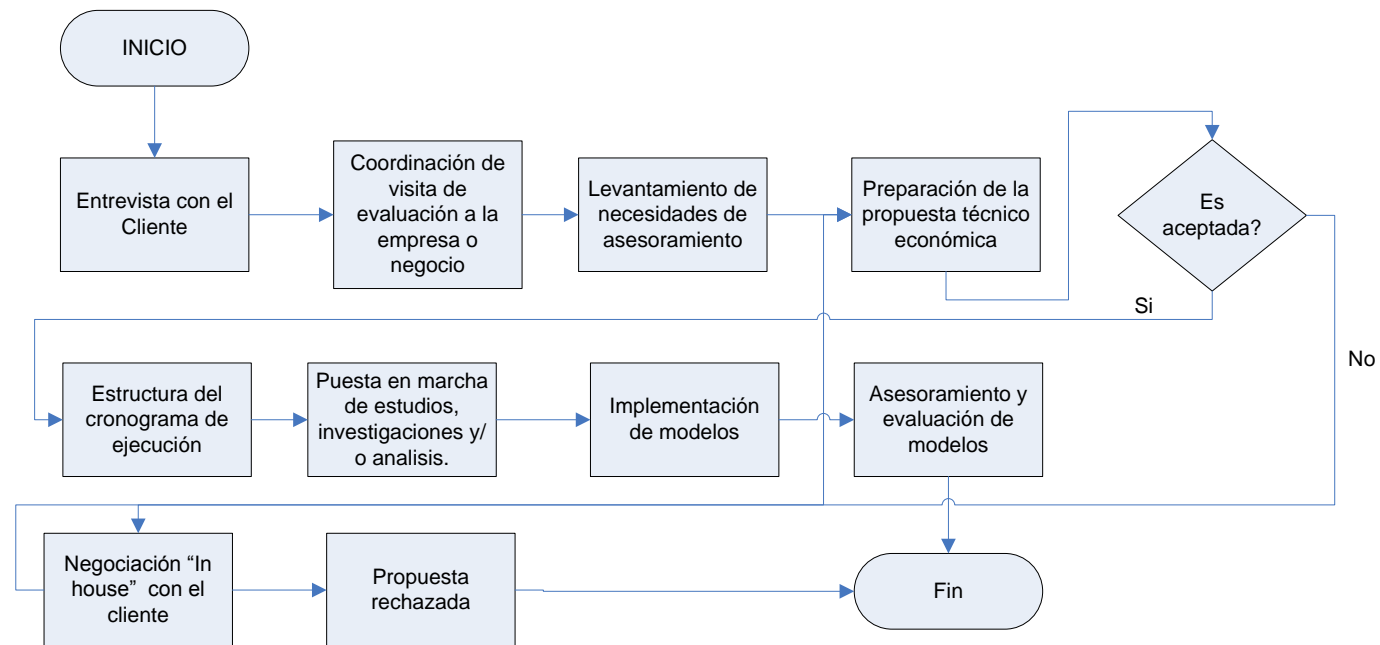 INICIO
Entrevista con el
Cliente
Coordinación de
visita de
evaluación a la
empresa o
negocio
Levantamiento de
necesidades de
asesoramiento
Preparación de la
propuesta técnico
económica
Es
aceptada?
Si
No
Estructura del
cronograma de
ejecución
Puesta en marcha
de estudios,
investigaciones y/
o analisis.
Implementación
de modelos
Asesoramiento y
evaluación de
modelos
Negociación “In
house” con el
cliente
Propuesta
rechazada
Fin